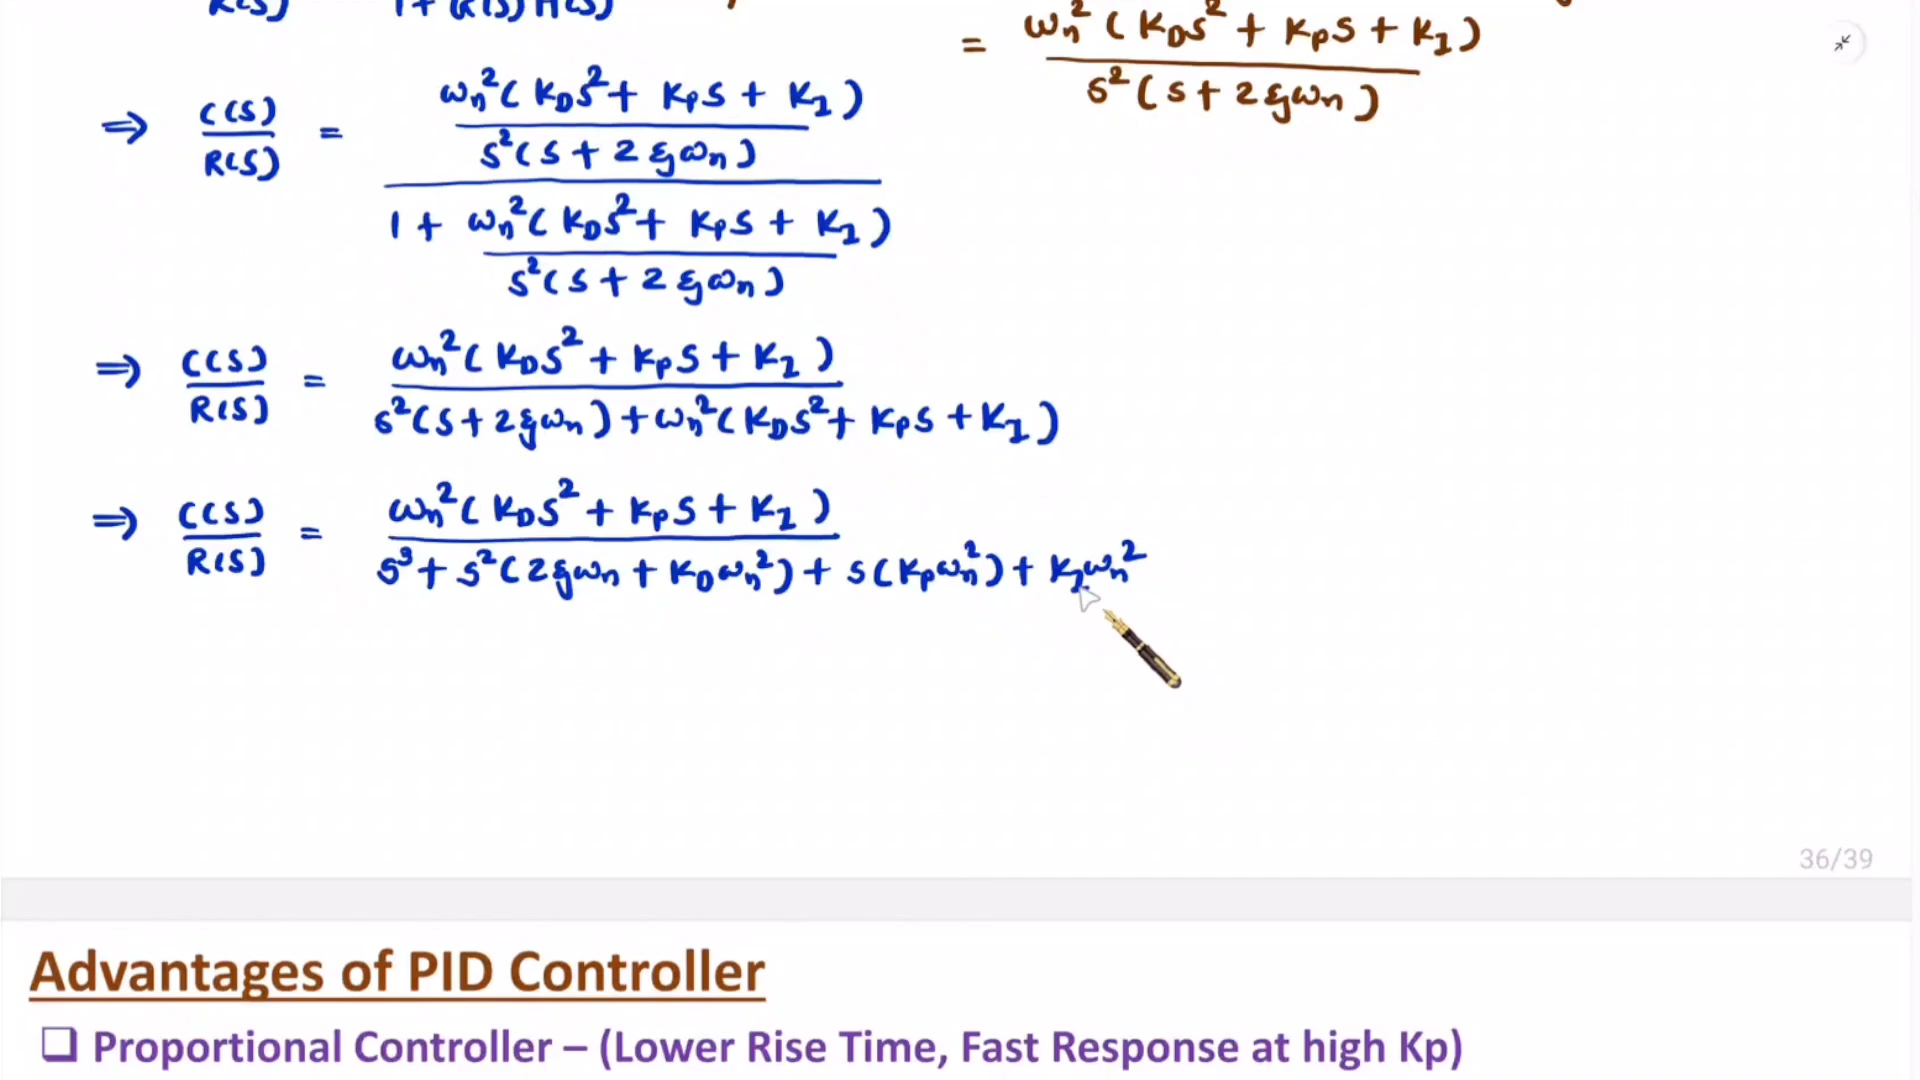 R(S) 1 + G(S) H(S)
= ωn²(KDS² + KPS + KI) / S²(S + 2ξωn)
⇒ C(S)/R(S) = [ωn²(KDS² + KPS + KI) / S²(S + 2ξωn)] / [1 + ωn²(KDS² + KPS + KI) / S²(S + 2ξωn)]
⇒ C(S)/R(S) = ωn²(KDS² + KPS + KI) / S²(S + 2ξωn) + ωn²(KDS² + KPS + KI)
⇒ C(S)/R(S) = ωn²(KDS² + KPS + KI) / S³ + S²(2ξωn + KDωn²) + S(KPωn²) + KIωn²
36/39
Advantages of PID Controller
❑ Proportional Controller – (Lower Rise Time, Fast Response at high Kp)